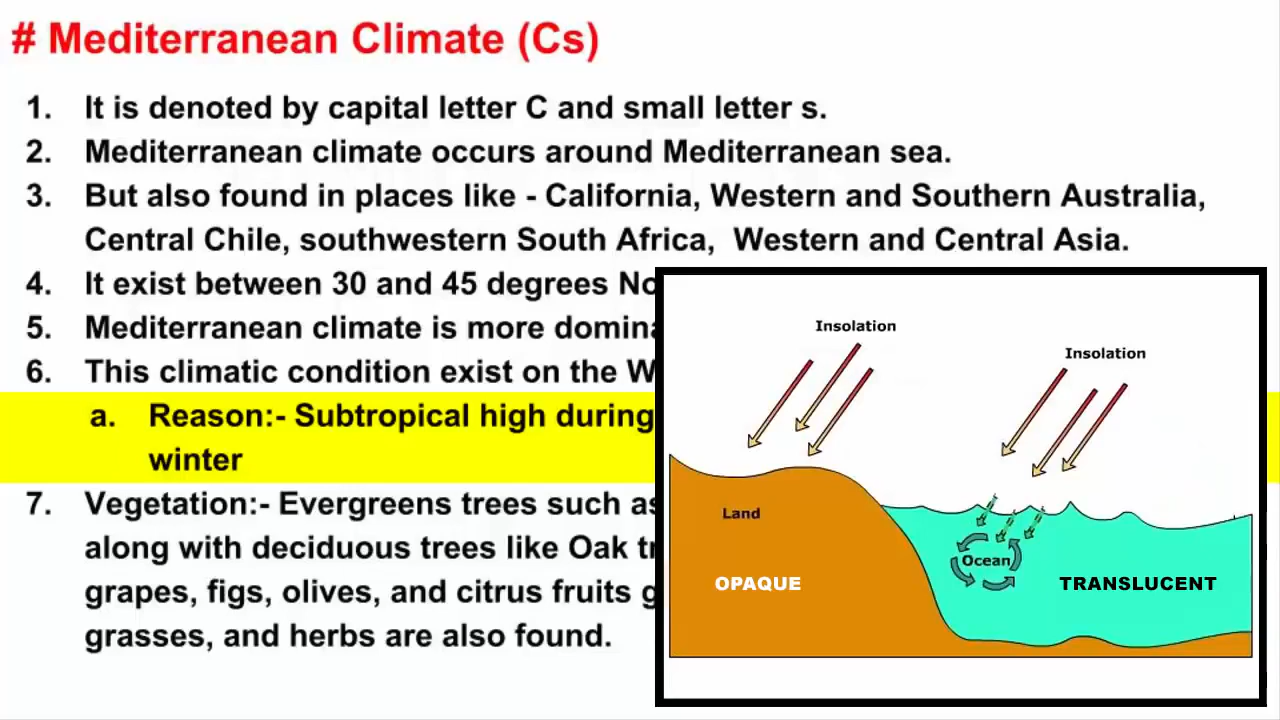 # Mediterranean Climate (Cs)
1. It is denoted by capital letter C and small letter s.
2. Mediterranean climate occurs around Mediterranean sea.
3. But also found in places like - California, Western and Southern Australia,
Central Chile, southwestern South Africa, Western and Central Asia.
4. It exist between 30 and 45 degrees
5. Mediterranean climate is more
6. This climatic condition exist on the
a. Reason:- Subtropical high during
winter
7. Vegetation:- Evergreens trees such as
along with deciduous trees like Oak
grapes, figs, olives, and citrus fruits
grasses, and herbs are also found.
Insolation
Insolation
Land
Ocean
OPAQUE
TRANSLUCENT